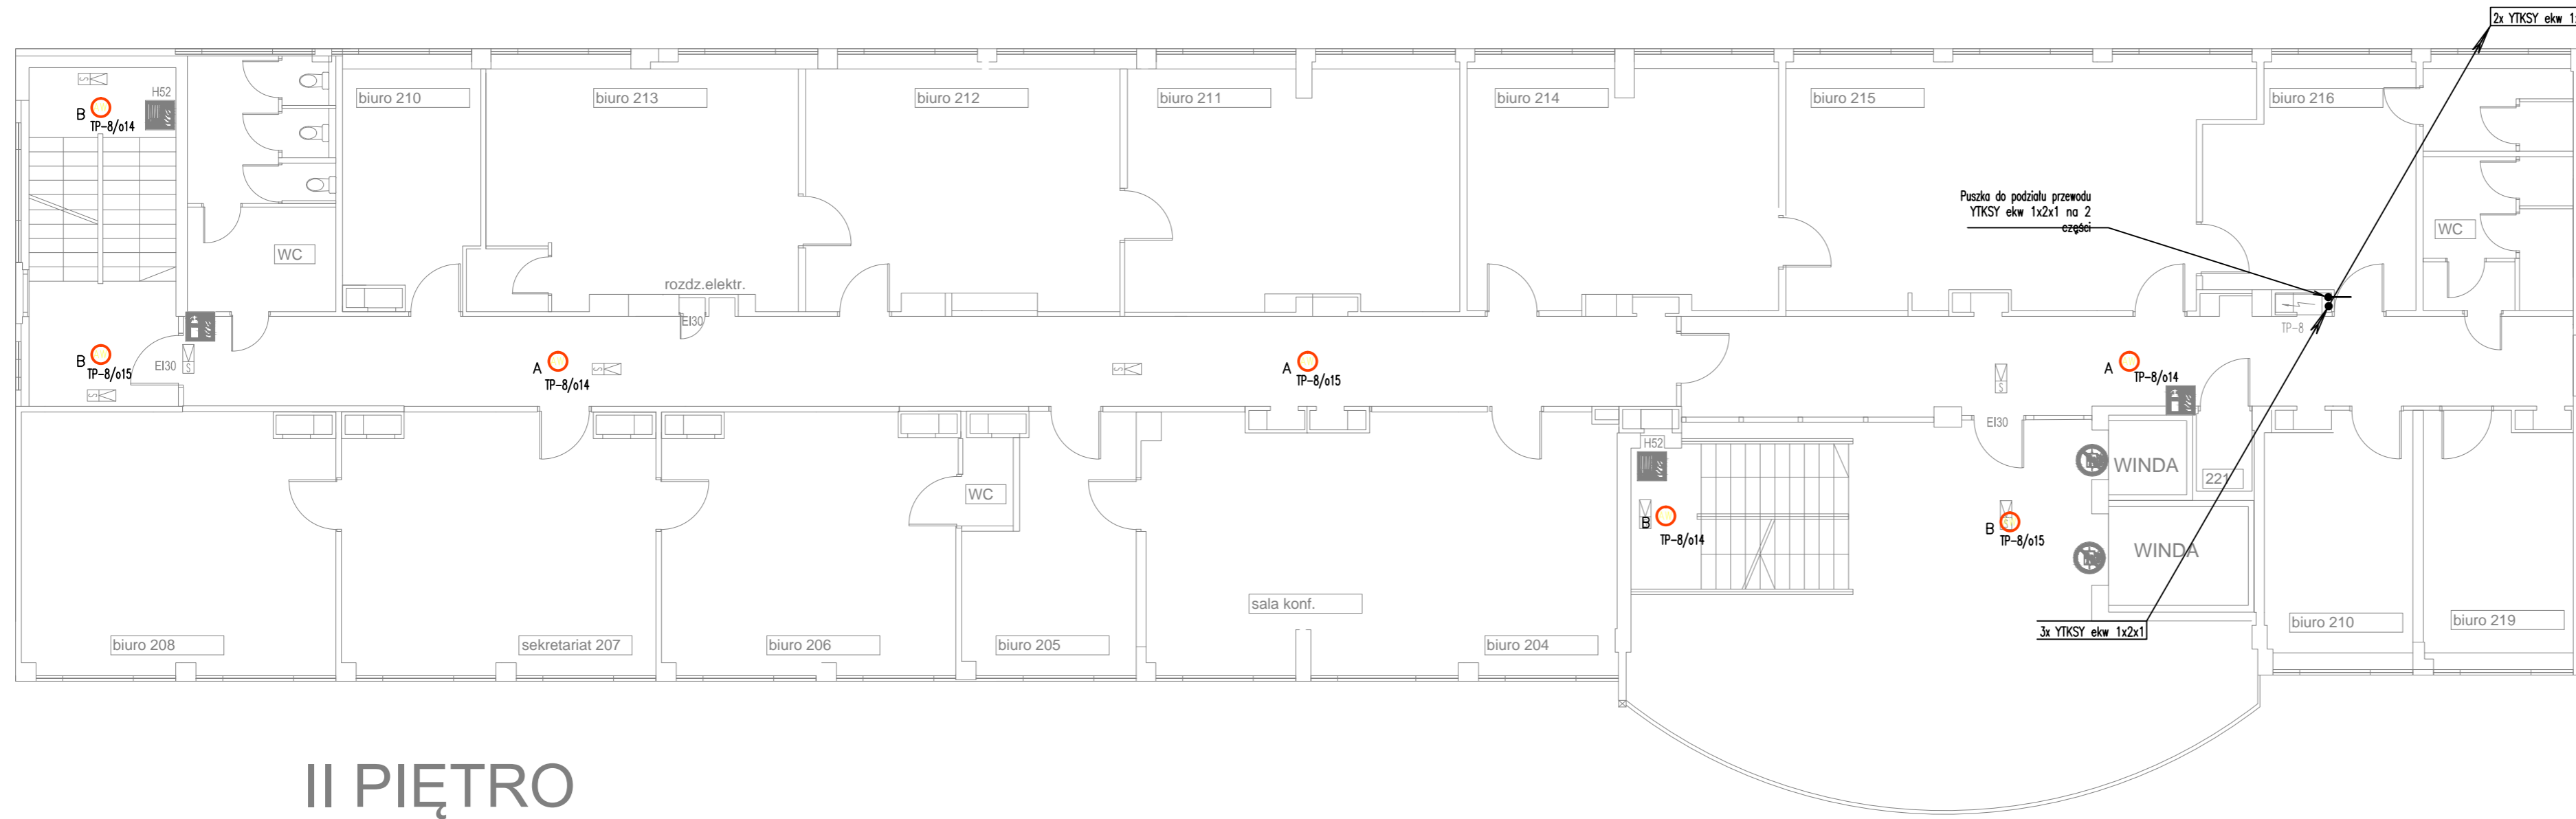 2x YTKSY ekw 1
H52
B
TP-8/o14
biuro 210
biuro 213
biuro 212
biuro 211
biuro 214
biuro 215
biuro 216
Puszka do podziału przewodu
YTKSY ekw 1x2x1 na 2
części
WC
WC
rozdz.elektr.
EI30
TP-8
B
TP-8/o15
EI30
S
S
S
S
A
TP-8/o14
A
TP-8/o15
S
A
TP-8/o14
EI30
H52
WINDA
221
WC
B
TP-8/o14
B
TP-8/o15
WINDA
sala konf.
3x YTKSY ekw 1x2x1
biuro 208
sekretariat 207
biuro 206
biuro 205
biuro 204
biuro 210
biuro 219
II PIĘTRO